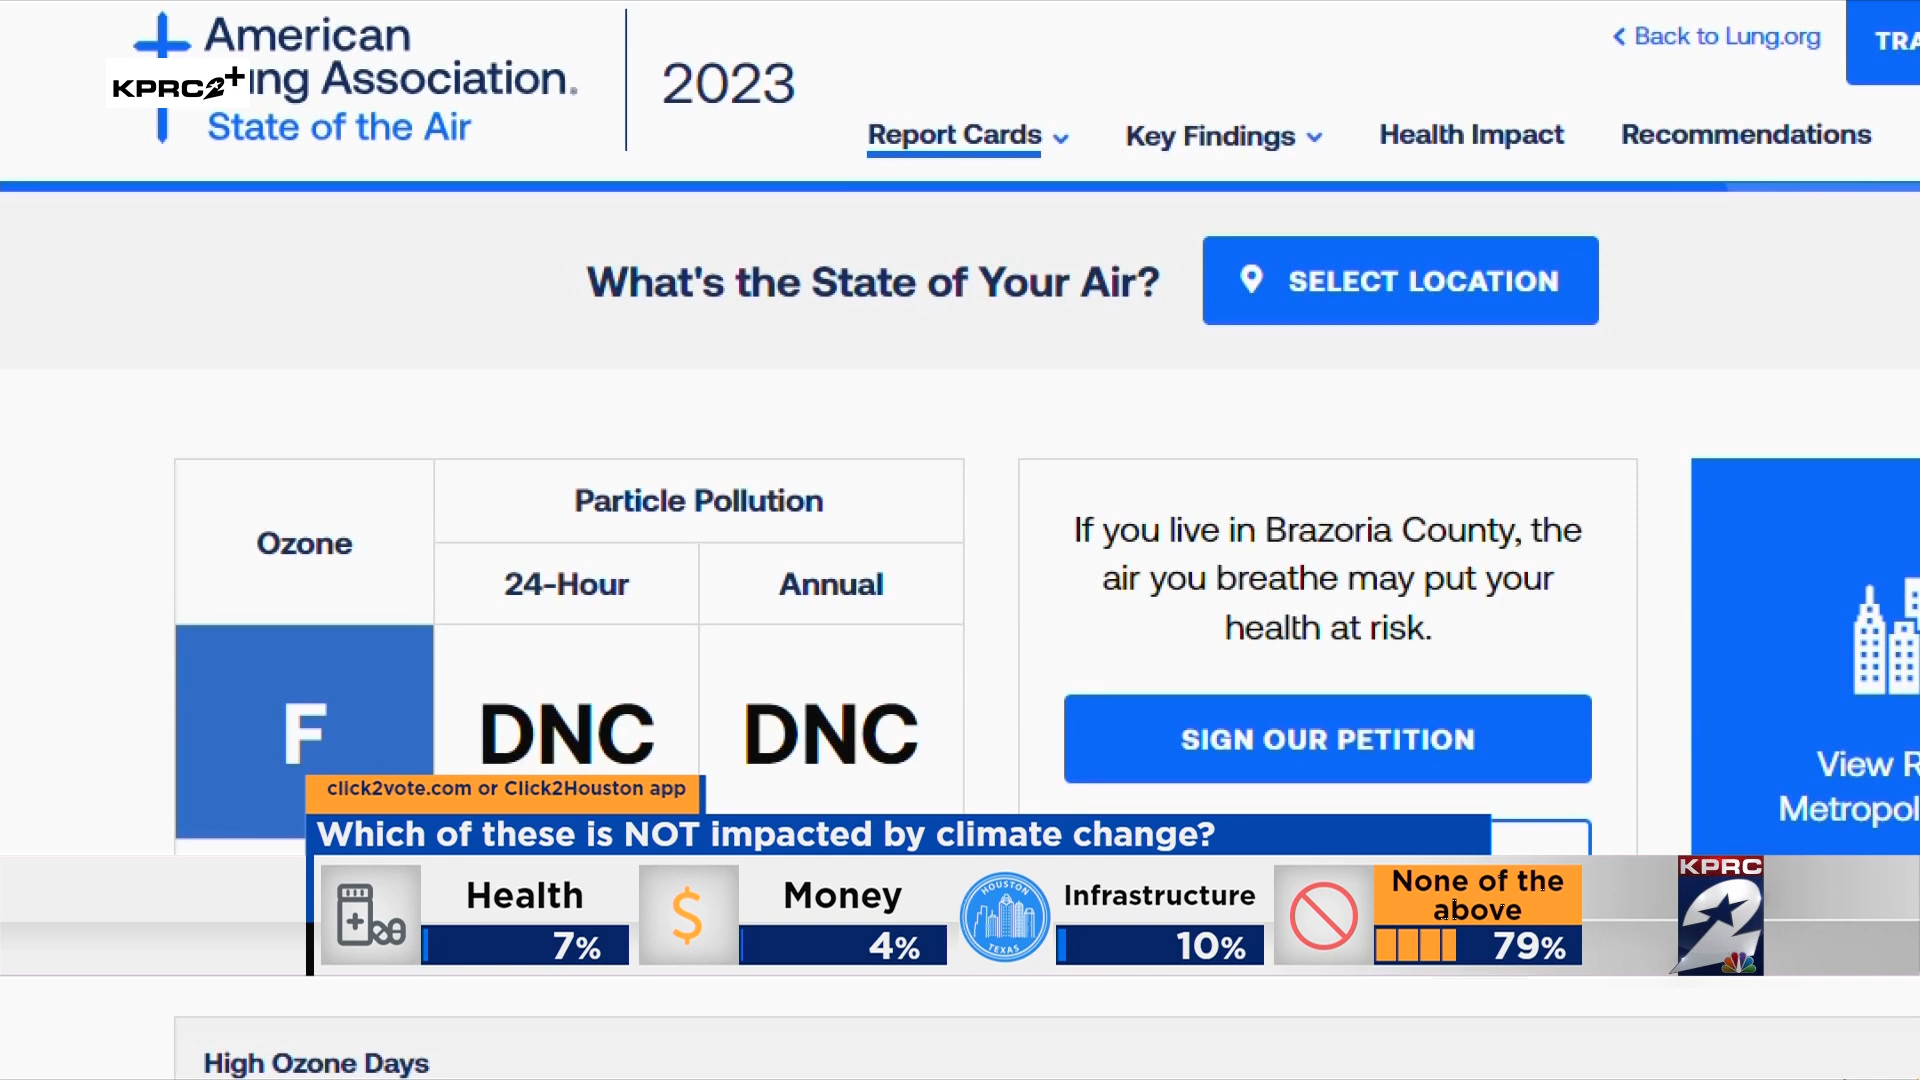 American
ung Association.
State of the Air
KPRC2+
2023
Back to Lung.org
TRA
Report Cards
Key Findings
Health Impact
Recommendations
What's the State of Your Air?
SELECT LOCATION
Ozone
Particle Pollution
24-Hour
Annual
F
DNC
DNC
If you live in Brazoria County, the
air you breathe may put your
health at risk.
SIGN OUR PETITION
View R
Metropol
click2vote.com or Click2Houston app
Which of these is NOT impacted by climate change?
Health
7%
$
Money
4%
HOUSTON
TEXAS
Infrastructure
10%
None of the
above
79%
KPRC
2
High Ozone Days